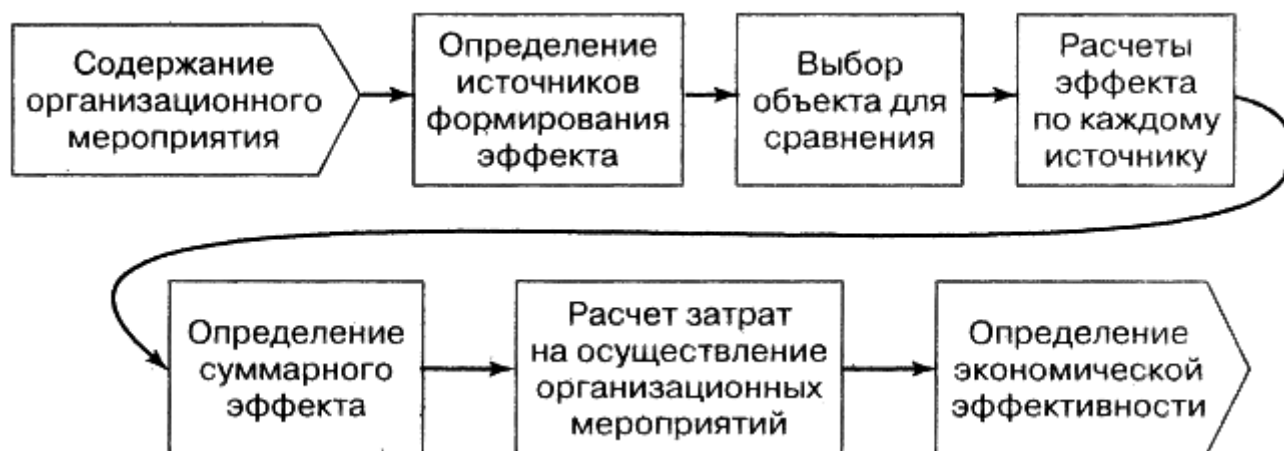 Содержание
организационного
мероприятия
Определение
источников
формирования
эффекта
Выбор
объекта для
сравнения
Расчеты
эффекта
по каждому
источнику
Определение
суммарного
эффекта
Расчет затрат
на осуществление
организационных
мероприятий
Определение
экономической
эффективности